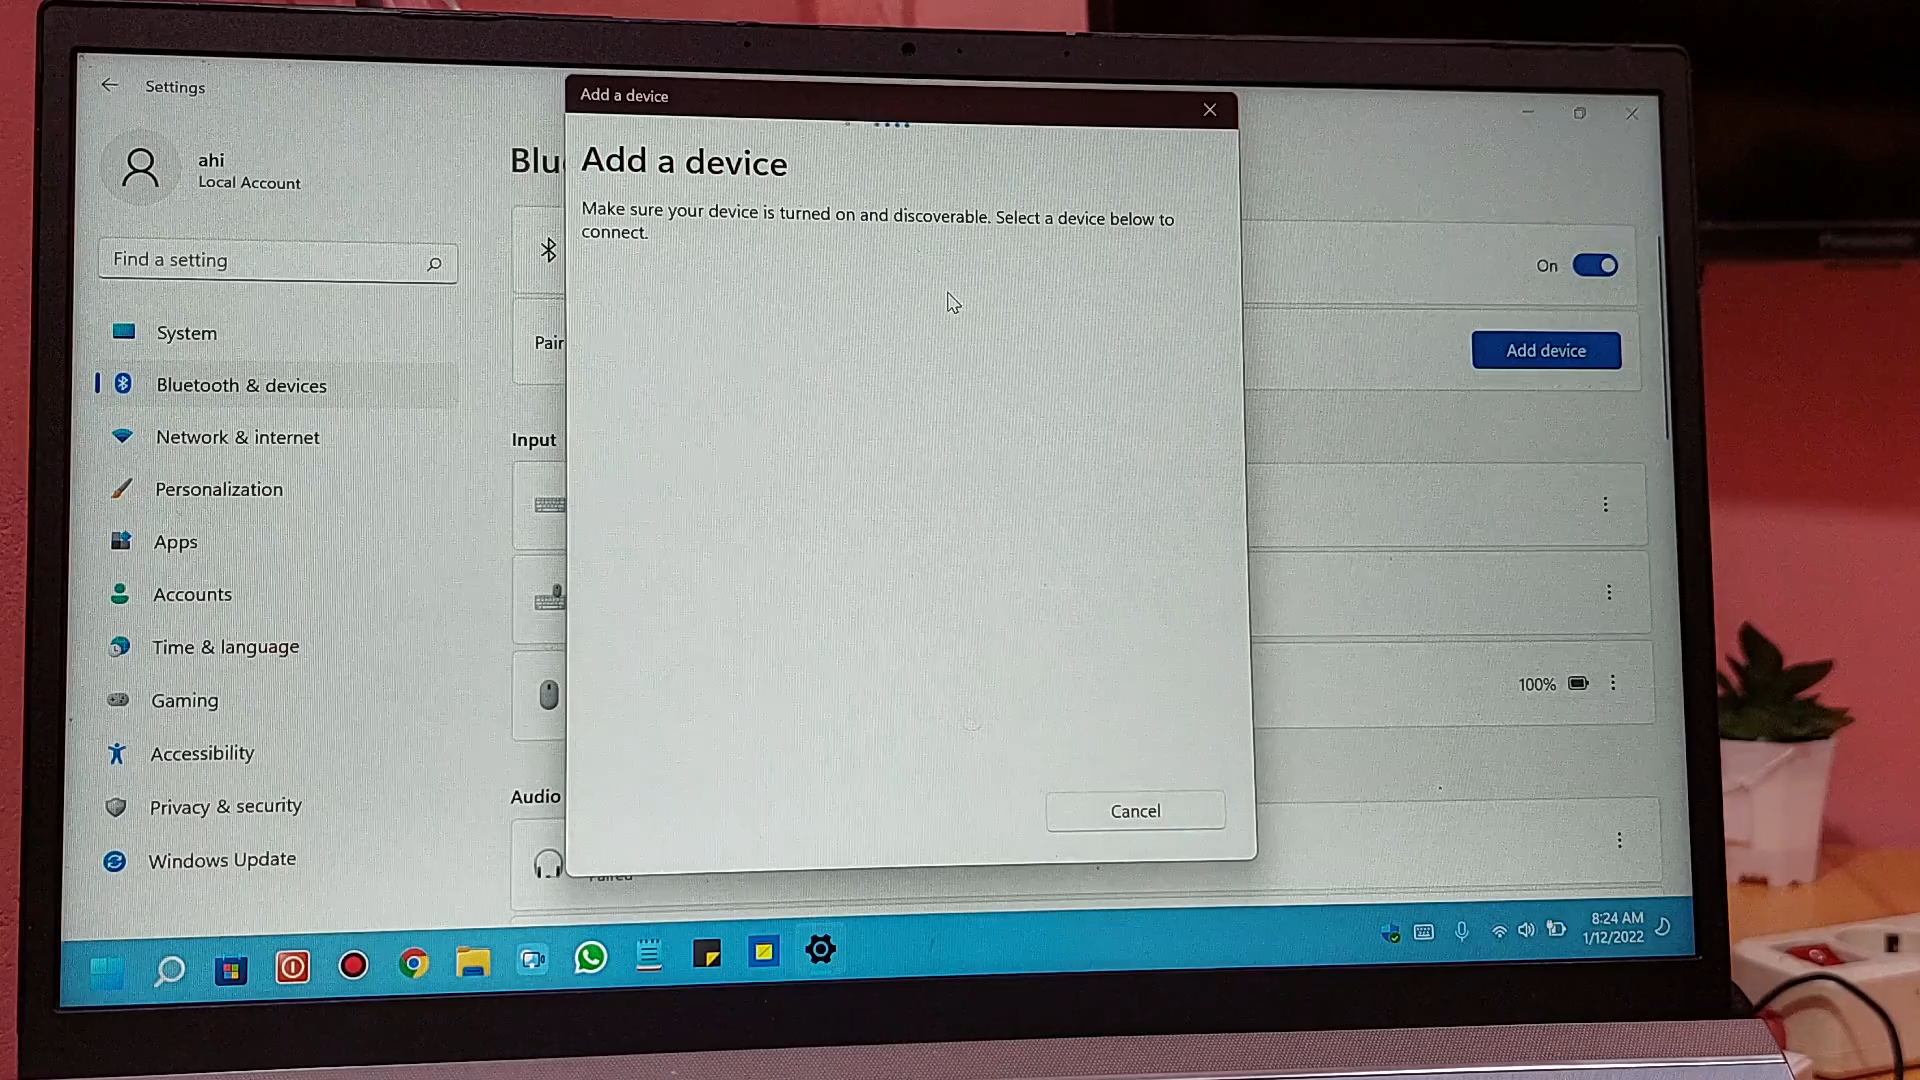 Settings
Add a device
ahi
Local Account
Find a setting
System
Bluetooth & devices
Network & internet
Personalization
Apps
Accounts
Time & language
Gaming
Accessibility
Privacy & security
Windows Update
Blu
Add a device
Make sure your device is turned on and discoverable. Select a device below to
connect.
On
Pair
Add device
Input
100%
Audio
Cancel
Paired
8:24 AM
1/12/2022